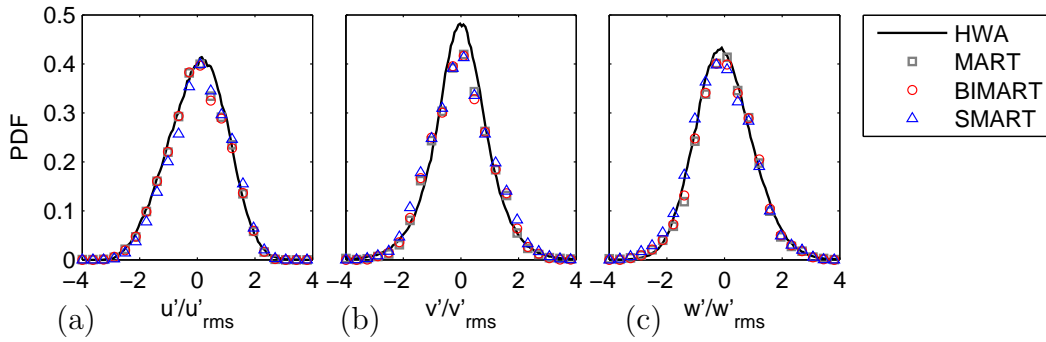 PDF
0.5
0.4
0.3
0.2
0.1
0
−4 −2 0 2 4
(a) u'/u'rms
−4 −2 0 2 4
(b) v'/v'rms
−4 −2 0 2 4
(c) w'/w'rms
HWA
MART
BIMART
SMART